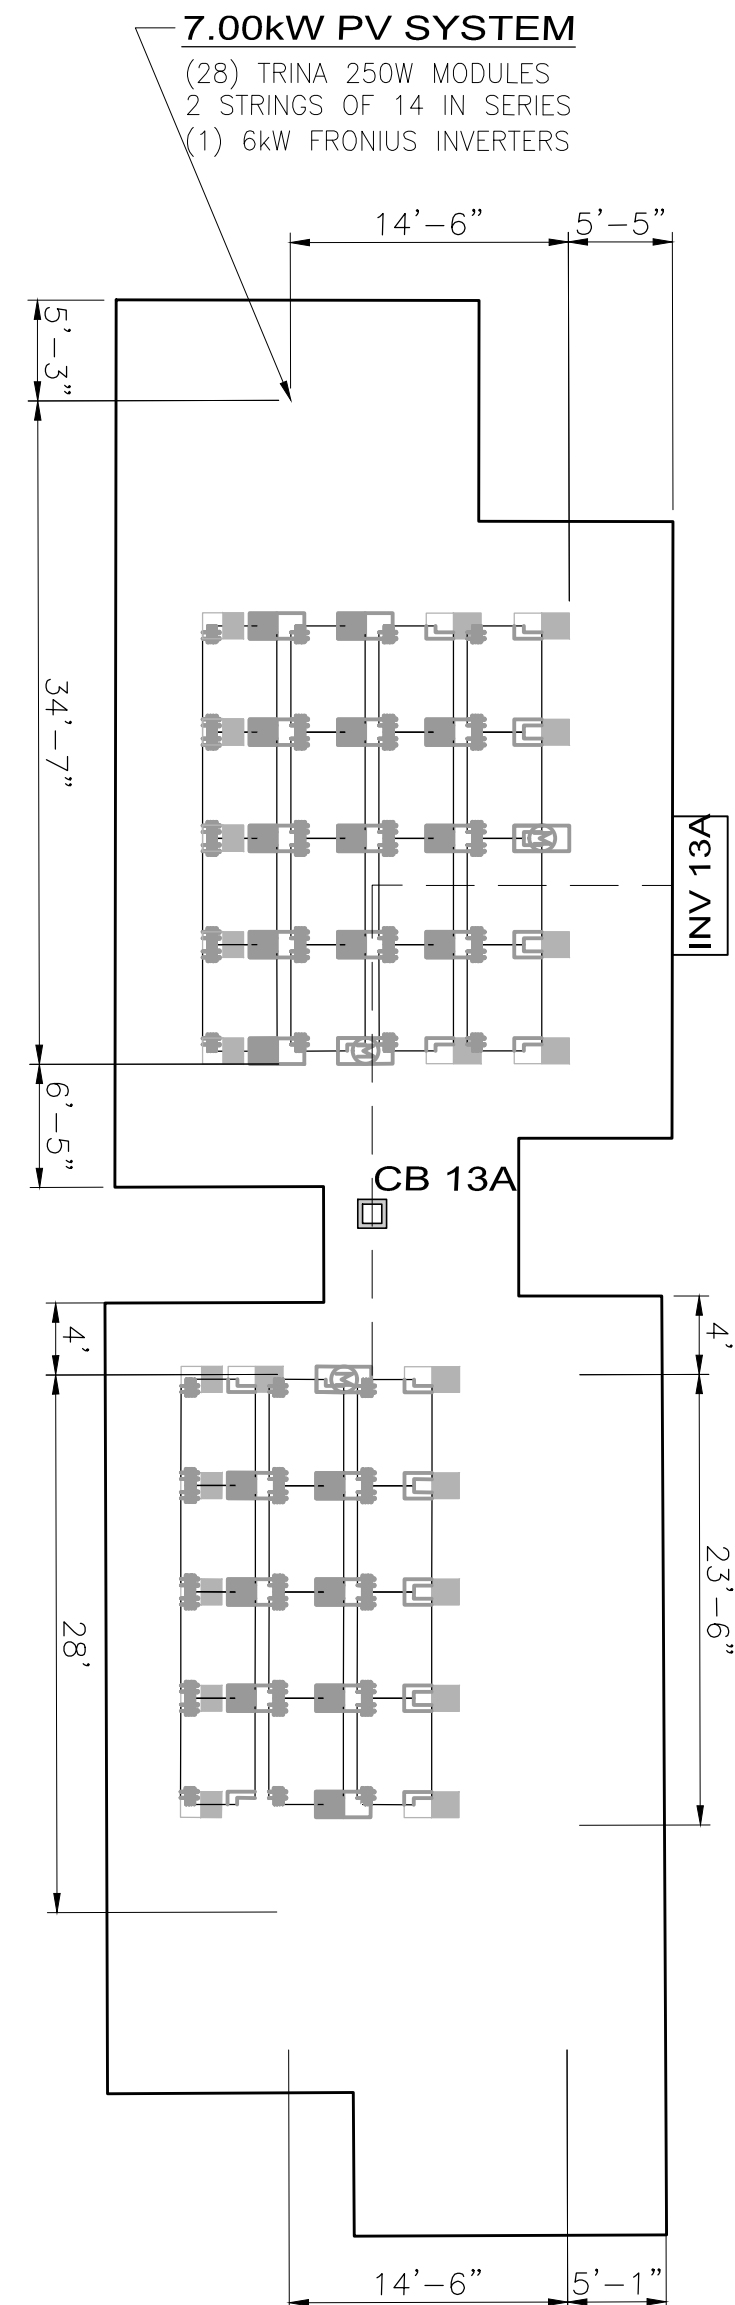 7.00kW PV SYSTEM
(28) TRINA 250W MODULES
2 STRINGS OF 14 IN SERIES
(1) 6kW FRONIUS INVERTERS
14'-6" 5'-5"
5'-3"
34'-7"
M
INV 13A
M
6'-5"
CB 13A
4'
4'
M
23'-6"
28'
14'-6" 5'-1"